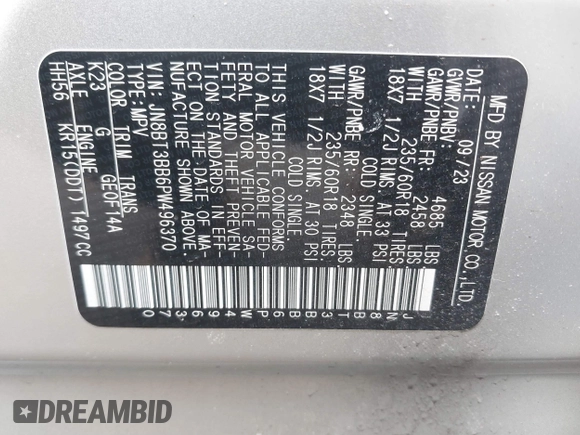 MFD BY NISSAN MOTOR CO.,LTD.
DATE: 09/23
GVWR/PNBV: 4685 LBS
GAWR/PNBE FR: 2458 LBS.
WITH 235/60R18 TIRES,
18X7 1/2J RIMS, AT 33 PSI
COLD SINGLE.
GAWR/PNBE RR: 2348 LBS.
WITH 235/60R18 TIRES,
18X7 1/2J RIMS, AT 30 PSI
COLD SINGLE.
THIS VEHICLE CONFORMS
TO ALL APPLICABLE FED-
ERAL MOTOR VEHICLE SA-
FETY AND THEFT PREVEN-
TION STANDARDS IN EFF-
ECT ON THE DATE OF MA-
NUFACTURE SHOWN ABOVE.
VIN: JN8BT3BB6PW496370
TYPE: MPV
COLOR TRIM TRANS
K23 G GE0F14A
AXLE ENGINE
HH56 KR15(DDT) 1497CC
JN8BT3BB6PW496370
DREAMBID